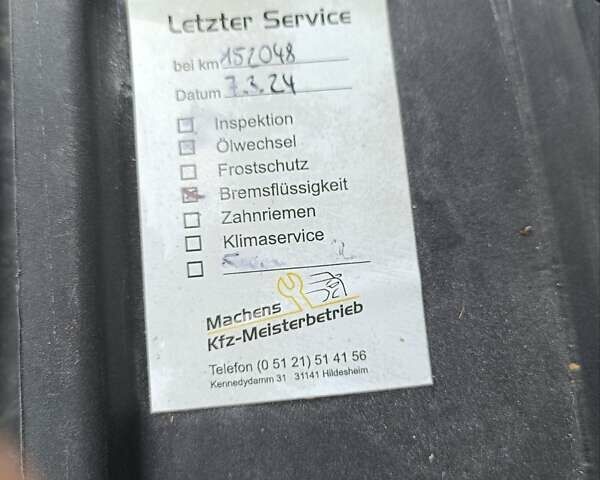 Letzter Service
bei km 152048
Datum 7.3.24
Inspektion
Ölwechsel
Frostschutz
Bremsflüssigkeit
Zahnriemen
Klimaservice
Machens
Kfz-Meisterbetrieb
Telefon (0 51 21) 51 41 56
Kennedydamm 31 31141 Hildesheim